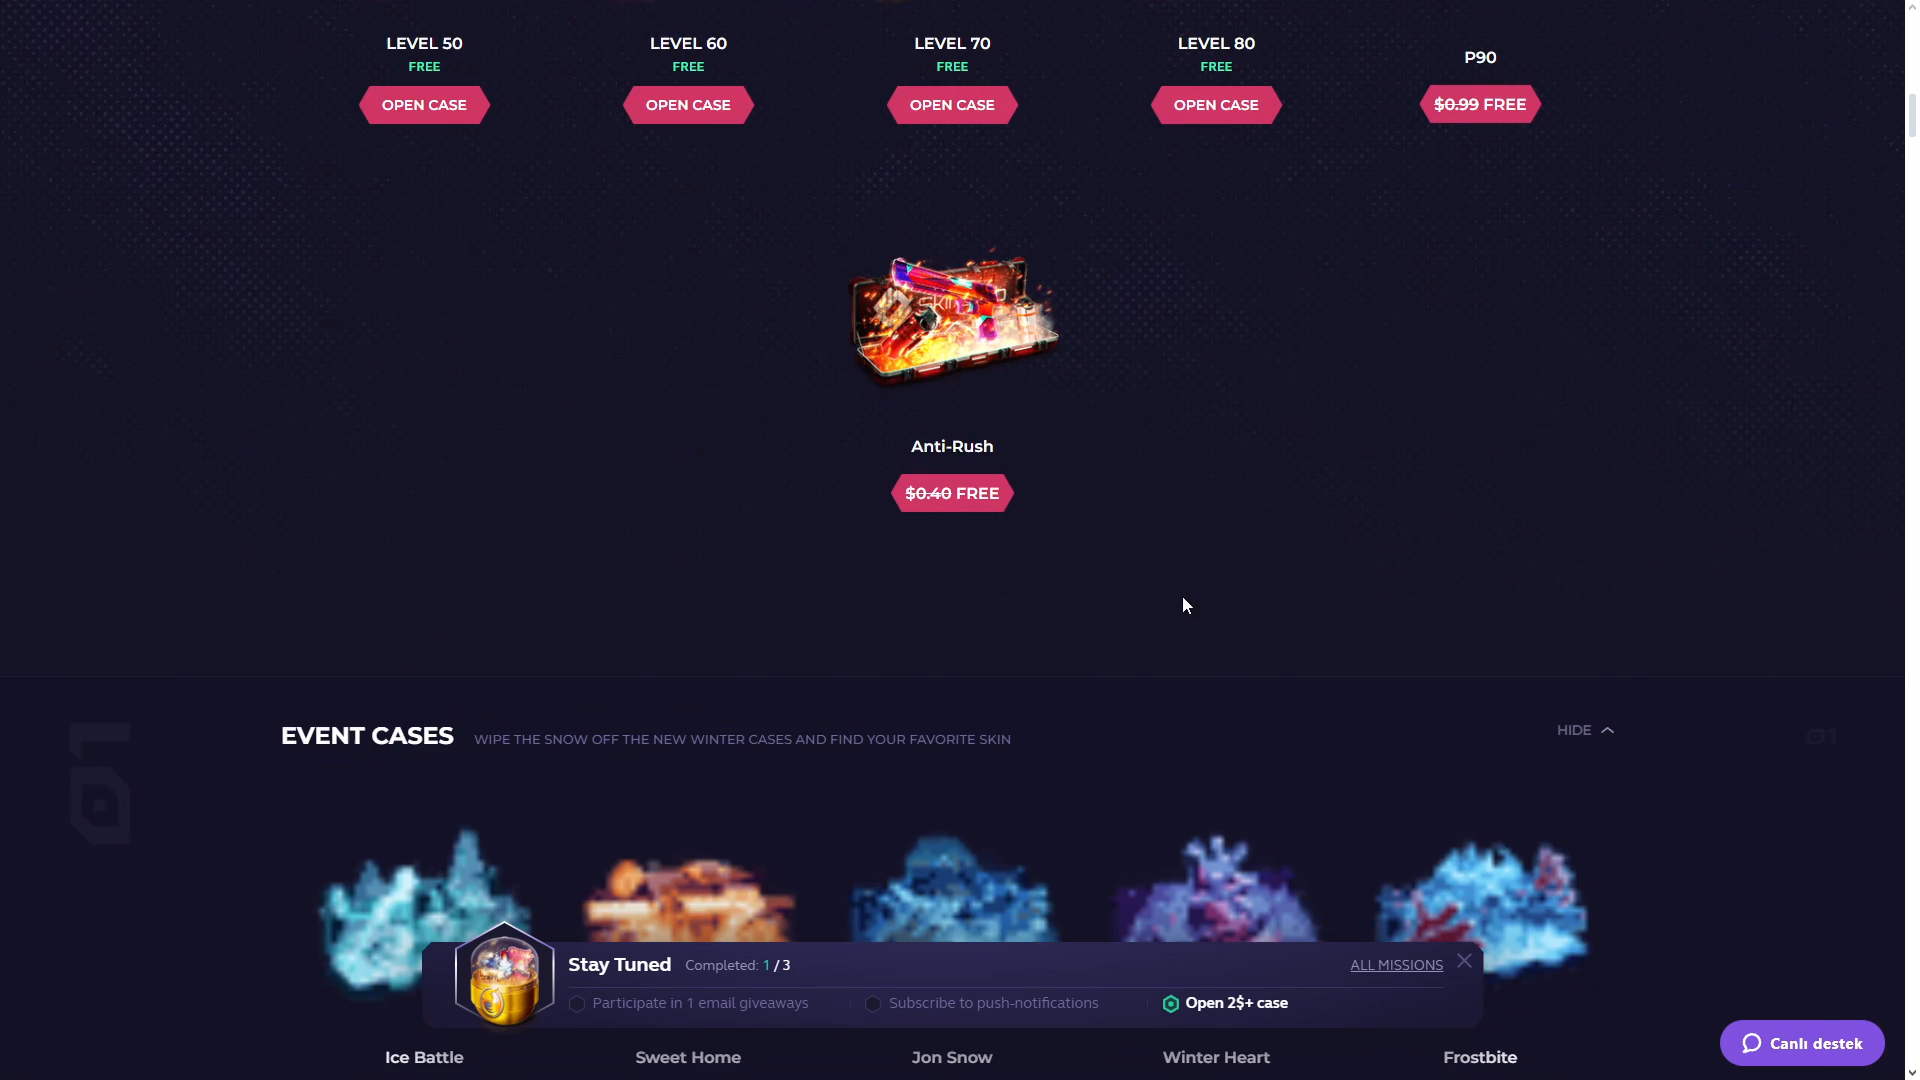 LEVEL 50
LEVEL 60
LEVEL 70
LEVEL 80
P90
FREE
FREE
FREE
FREE
OPEN CASE
OPEN CASE
OPEN CASE
OPEN CASE
$0.99 FREE
Anti-Rush
$0.40 FREE
EVENT CASES
WIPE THE SNOW OFF THE NEW WINTER CASES AND FIND YOUR FAVORITE SKIN
HIDE
01
Stay Tuned
Completed: 1 / 3
ALL MISSIONS
Participate in 1 email giveaways
Subscribe to push-notifications
Open 2$+ case
Ice Battle
Sweet Home
Jon Snow
Winter Heart
Frostbite
Canlı destek